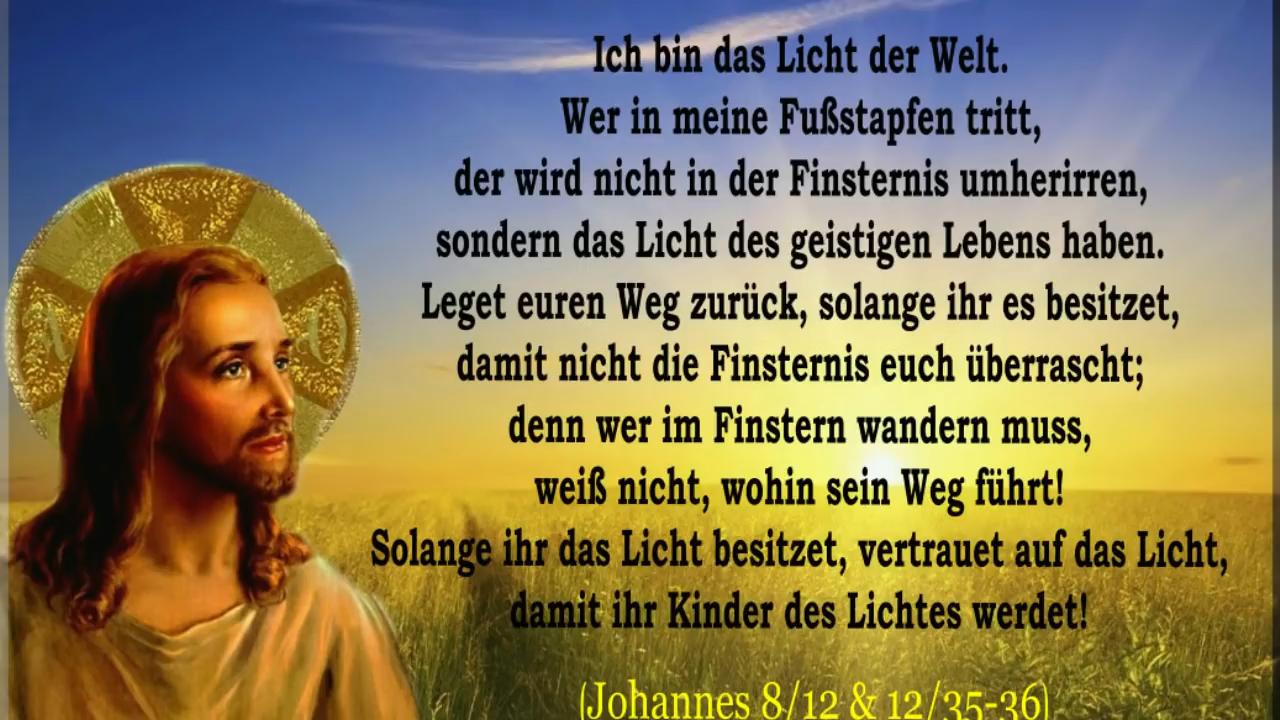 Ich bin das Licht der Welt.
Wer in meine Fußstapfen tritt,
der wird nicht in der Finsternis umherirren,
sondern das Licht des geistigen Lebens haben.
Leget euren Weg zurück, solange ihr es besitzet,
damit nicht die Finsternis euch überrascht;
denn wer im Finstern wandern muss,
weiß nicht, wohin sein Weg führt!
Solange ihr das Licht besitzet, vertrauet auf das Licht,
damit ihr Kinder des Lichtes werdet!
(Johannes 8/12 & 12/35-36)